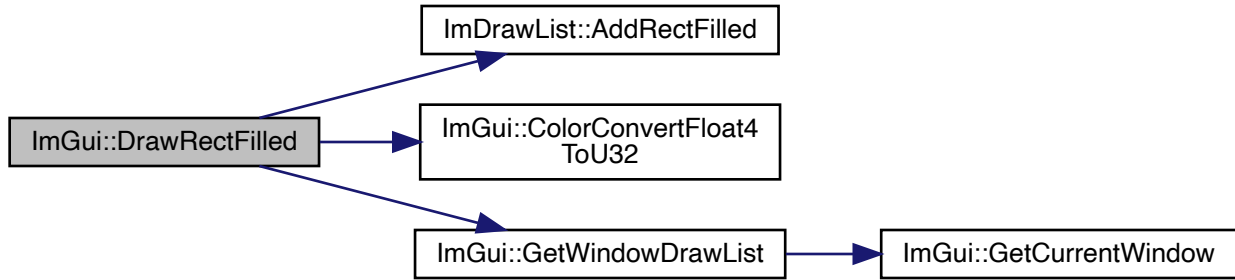 ImDrawList::AddRectFilled
ImGui::DrawRectFilled
ImGui::ColorConvertFloat4
ToU32
ImGui::GetWindowDrawList
ImGui::GetCurrentWindow